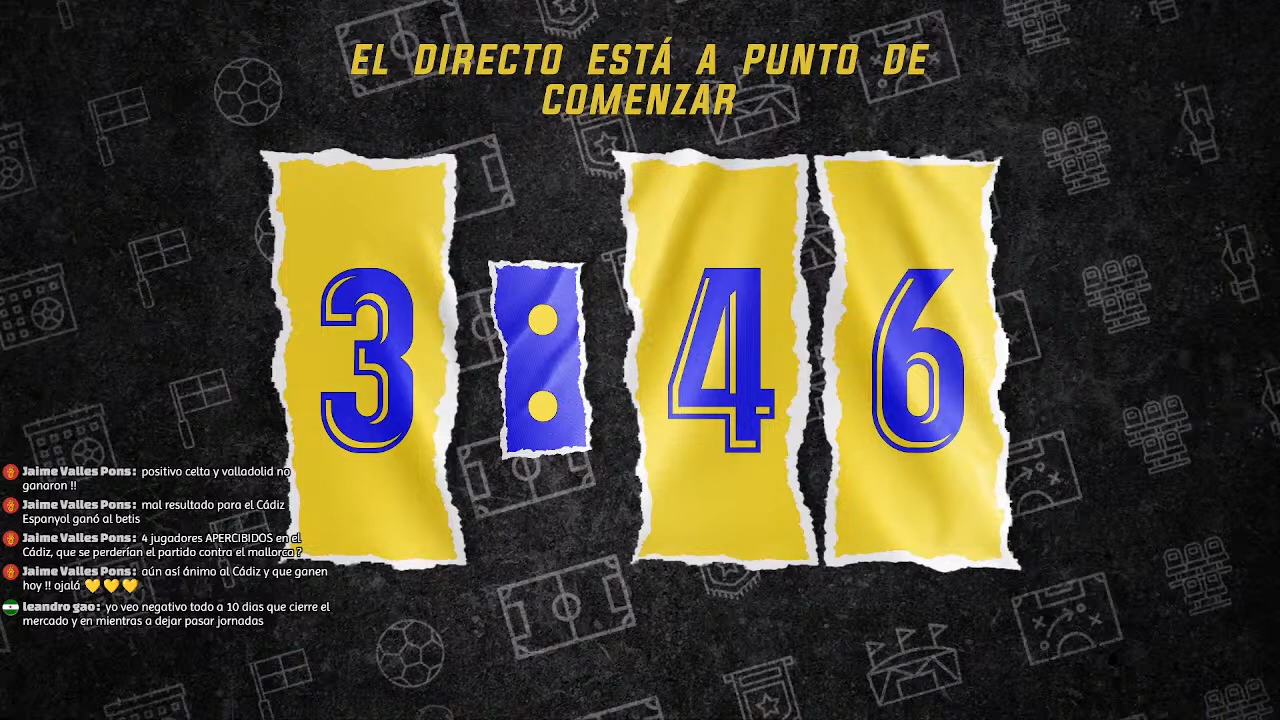 EL DIRECTO ESTÁ A PUNTO DE
COMENZAR
3:46
Jaime Valles Pons: positivo celta y valladolid no
ganaron !!
Jaime Valles Pons: mal resultado para el Cádiz
Espanyol ganó al betis
Jaime Valles Pons: 4 jugadores APERCIBIDOS en el
Cádiz, que se perderían el partido contra el mallorca ?
Jaime Valles Pons: aún así ánimo al Cádiz y que ganen
hoy !! ojalá 💛💛💛
leandro gao: yo veo negativo todo a 10 dias que cierre el
mercado y en mientras a dejar pasar jornadas